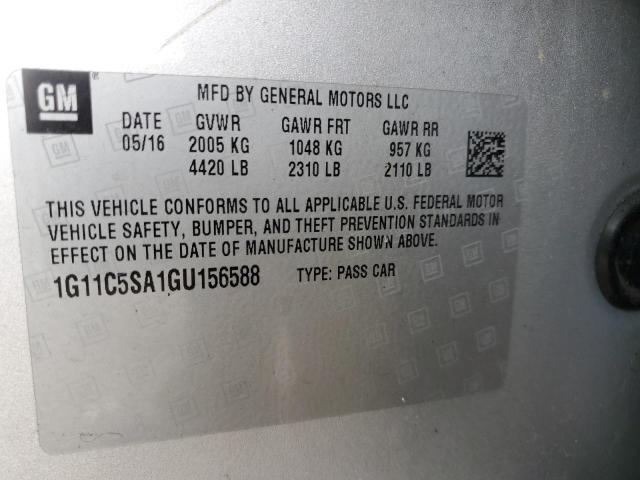 GM
MFD BY GENERAL MOTORS LLC
DATE GVWR GAWR FRT GAWR RR
05/16 2005 KG 1048 KG 957 KG
4420 LB 2310 LB 2110 LB
THIS VEHICLE CONFORMS TO ALL APPLICABLE U.S. FEDERAL MOTOR
VEHICLE SAFETY, BUMPER, AND THEFT PREVENTION STANDARDS IN
EFFECT ON THE DATE OF MANUFACTURE SHOWN ABOVE.
1G11C5SA1GU156588 TYPE: PASS CAR